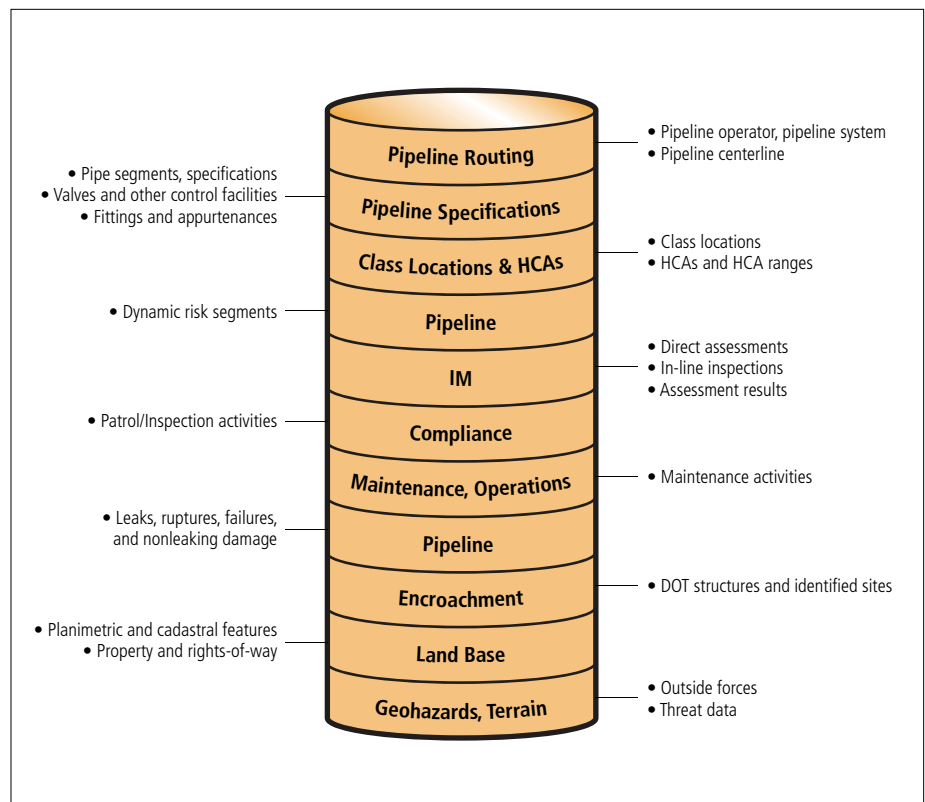 Pipeline Routing
• Pipeline operator, pipeline system
• Pipeline centerline
• Pipe segments, specifications
• Valves and other control facilities
• Fittings and appurtenances
Pipeline Specifications
Class Locations & HCAs
• Class locations
• HCAs and HCA ranges
• Dynamic risk segments
Pipeline
IM
• Direct assessments
• In-line inspections
• Assessment results
• Patrol/Inspection activities
Compliance
Maintenance, Operations
• Maintenance activities
• Leaks, ruptures, failures,
and nonleaking damage
Pipeline
Encroachment
• DOT structures and identified sites
• Planimetric and cadastral features
• Property and rights-of-way
Land Base
Geohazards, Terrain
• Outside forces
• Threat data